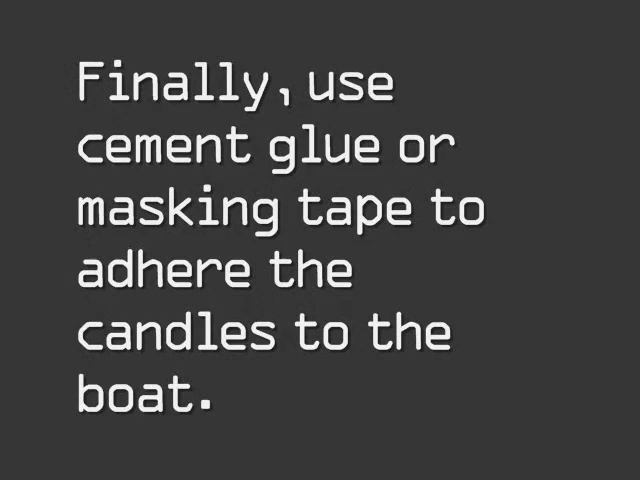 Finally, use
cement glue or
masking tape to
adhere the
candles to the
boat.